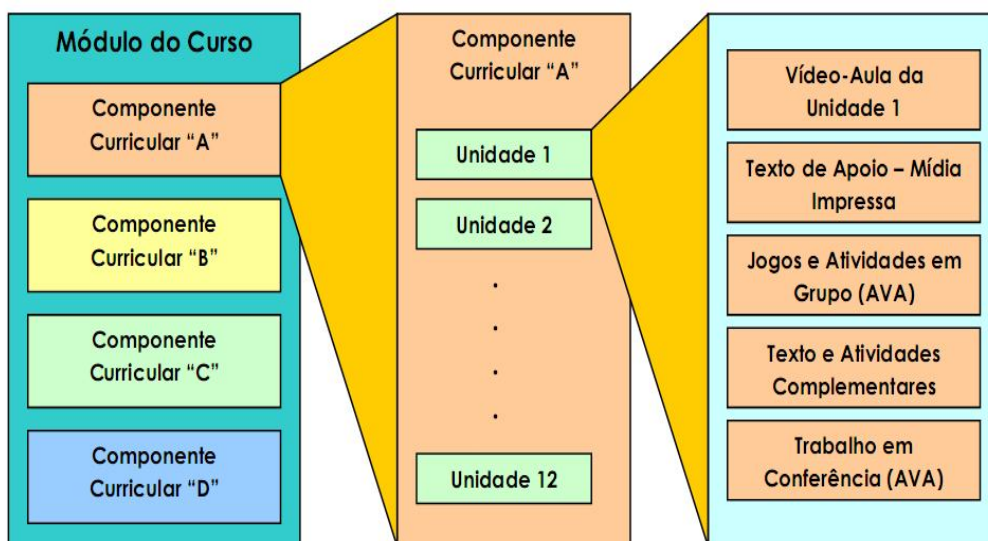 Módulo do Curso
Componente
Curricular “A”
Componente
Curricular “B”
Componente
Curricular “C”
Componente
Curricular “D”
Componente
Curricular “A”
Unidade 1
Unidade 2
.
.
.
.
Unidade 12
Vídeo-Aula da
Unidade 1
Texto de Apoio – Mídia
Impressa
Jogos e Atividades em
Grupo (AVA)
Texto e Atividades
Complementares
Trabalho em
Conferência (AVA)